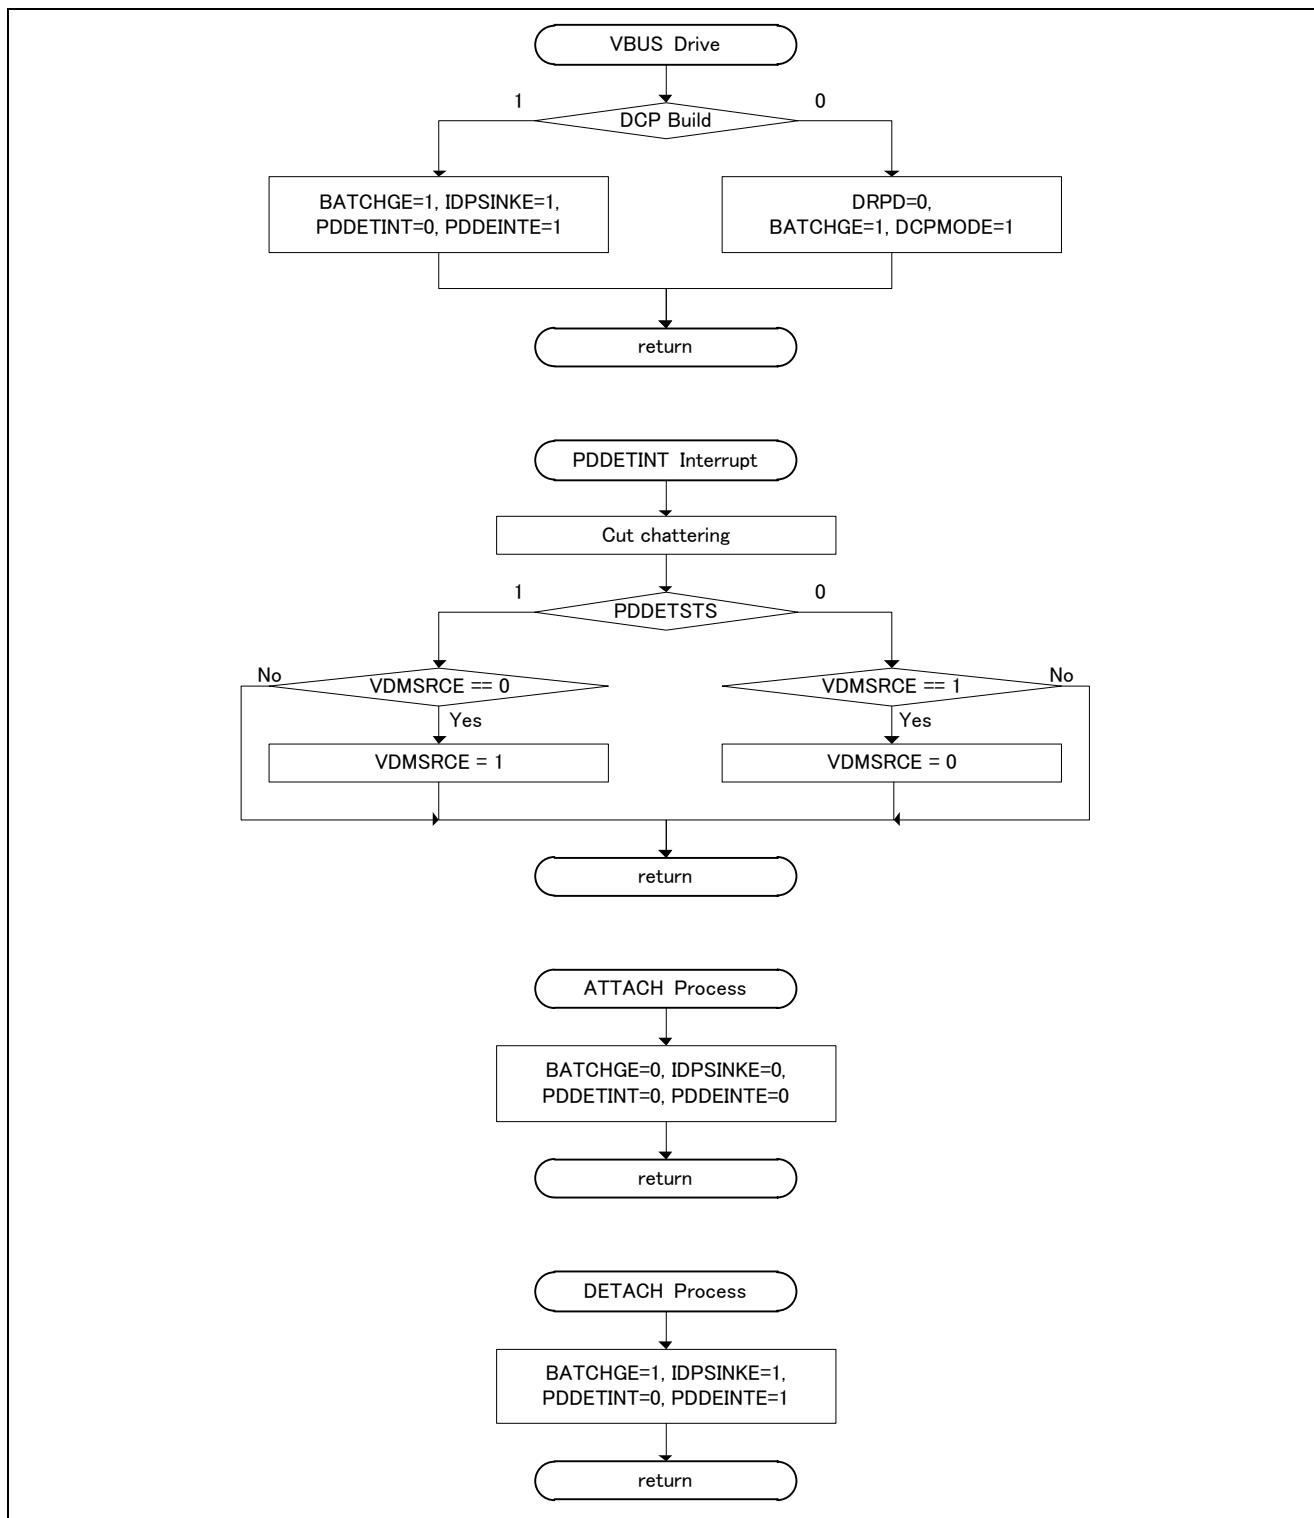 VBUS Drive
1
0
DCP Build
BATCHGE=1, IDPSINKE=1,
PDDETINT=0, PDDEINTE=1
DRPD=0,
BATCHGE=1, DCPMODE=1
return
PDDETINT Interrupt
Cut chattering
1
0
PDDETSTS
No
VDMSRCE == 0
VDMSRCE == 1
No
Yes
Yes
VDMSRCE = 1
VDMSRCE = 0
return
ATTACH Process
BATCHGE=0, IDPSINKE=0,
PDDETINT=0, PDDEINTE=0
return
DETACH Process
BATCHGE=1, IDPSINKE=1,
PDDETINT=0, PDDEINTE=1
return